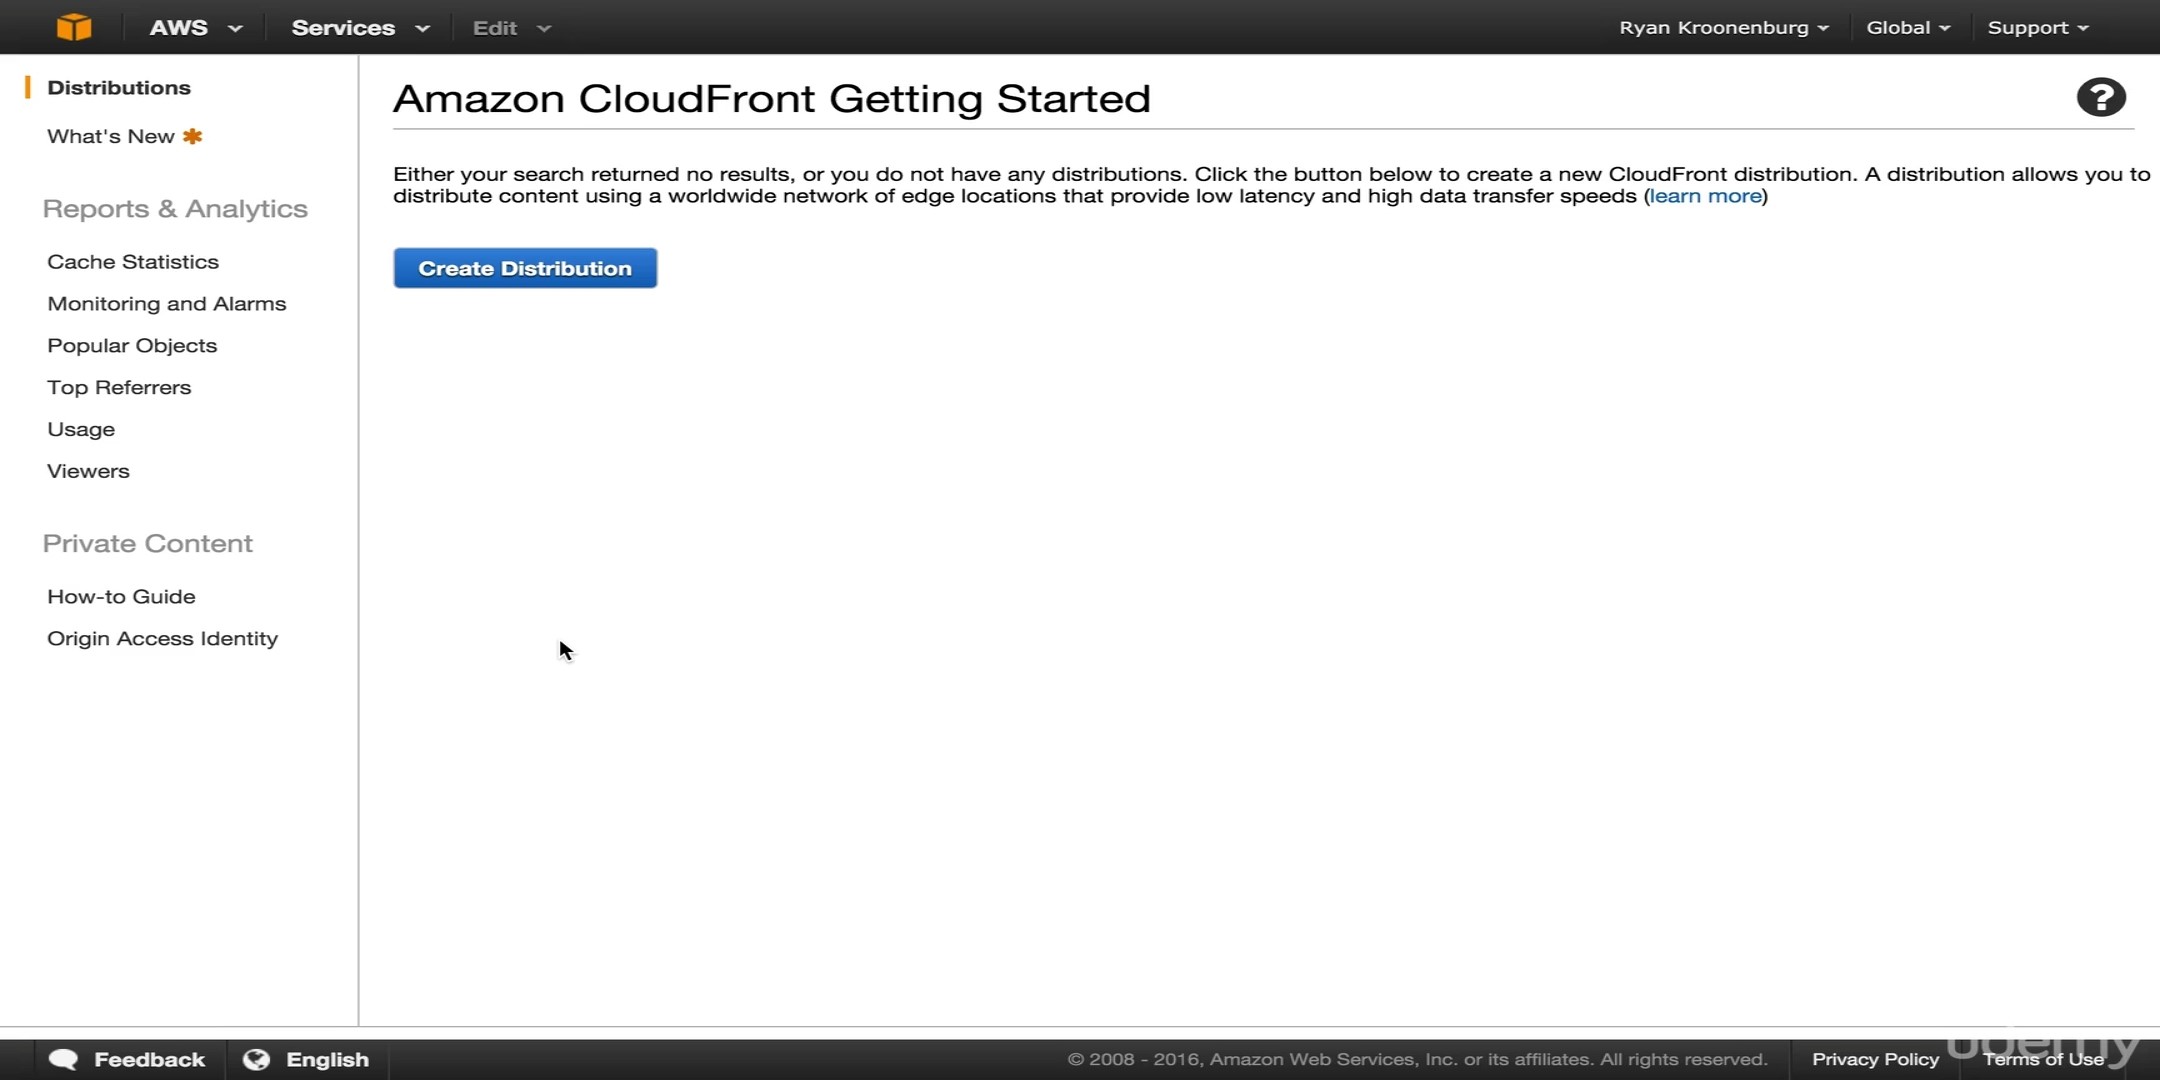 AWS Services Edit Ryan Kroonenburg Global Support
Distributions
What's New
Reports & Analytics
Cache Statistics
Monitoring and Alarms
Popular Objects
Top Referrers
Usage
Viewers
Private Content
How-to Guide
Origin Access Identity
Amazon CloudFront Getting Started
?
Either your search returned no results, or you do not have any distributions. Click the button below to create a new CloudFront distribution. A distribution allows you to
distribute content using a worldwide network of edge locations that provide low latency and high data transfer speeds (learn more)
Create Distribution
Feedback English © 2008 - 2016, Amazon Web Services, Inc. or its affiliates. All rights reserved. Privacy Policy Terms of Use
udemy